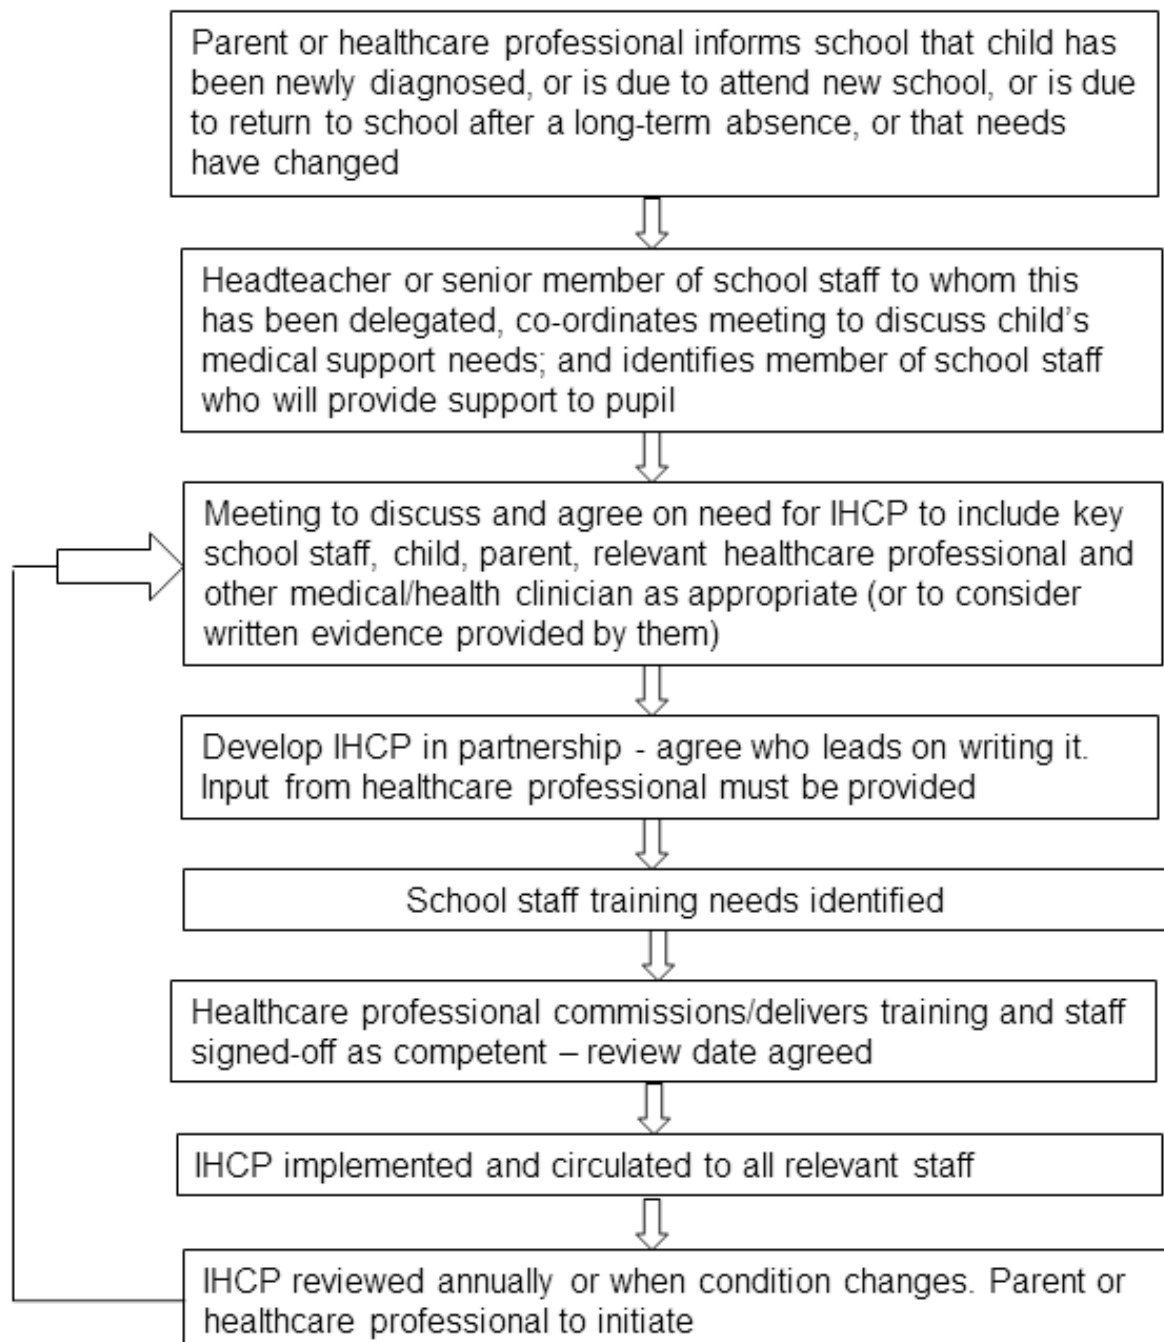 Parent or healthcare professional informs school that child has
been newly diagnosed, or is due to attend new school, or is due
to return to school after a long-term absence, or that needs
have changed
Headteacher or senior member of school staff to whom this
has been delegated, co-ordinates meeting to discuss child's
medical support needs; and identifies member of school staff
who will provide support to pupil
Meeting to discuss and agree on need for IHCP to include key
school staff, child, parent, relevant healthcare professional and
other medical/health clinician as appropriate (or to consider
written evidence provided by them)
Develop IHCP in partnership - agree who leads on writing it.
Input from healthcare professional must be provided
School staff training needs identified
Healthcare professional commissions/delivers training and staff
signed-off as competent – review date agreed
IHCP implemented and circulated to all relevant staff
IHCP reviewed annually or when condition changes. Parent or
healthcare professional to initiate